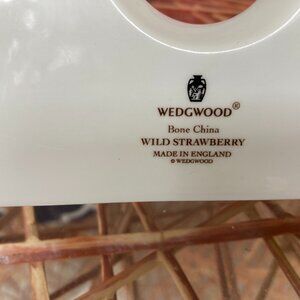 WEDGWOOD®
Bone China
WILD STRAWBERRY
MADE IN ENGLAND
© WEDGWOOD